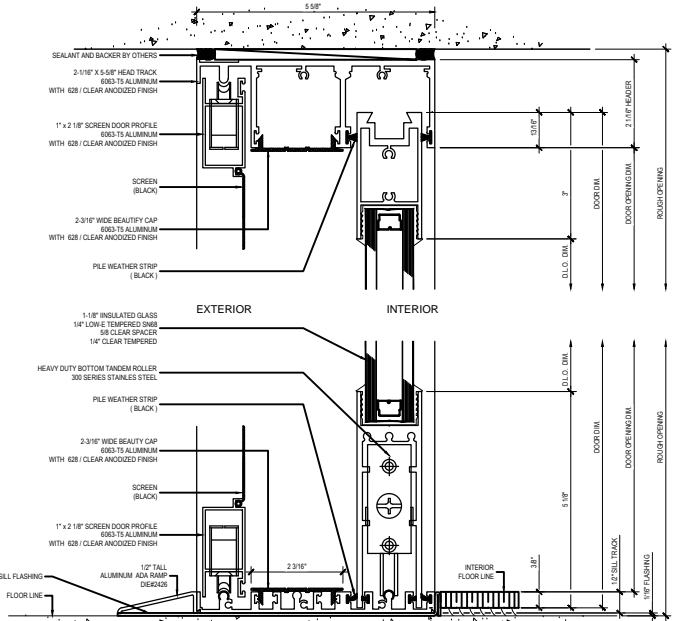 5 5/8"
SEALANT AND BACKER BY OTHERS
2-1/16" X 5-5/8" HEAD TRACK
6063-T5 ALUMINUM
WITH 628 / CLEAR ANODIZED FINISH
1" x 2 1/8" SCREEN DOOR PROFILE
6063-T5 ALUMINUM
WITH 628 / CLEAR ANODIZED FINISH
SCREEN
(BLACK)
2-3/16" WIDE BEAUTIFY CAP
6063-T5 ALUMINUM
WITH 628 / CLEAR ANODIZED FINISH
PILE WEATHER STRIP
( BLACK )
13/16"
3"
D.L.O. DIM.
DOOR DIM.
2 1/16" HEADER
DOOR OPENING DIM.
ROUGH OPENING
EXTERIOR
INTERIOR
1-1/8" IINSULATED GLASS
1/4" LOW-E TEMPERED SN68
5/8 CLEAR SPACER
1/4" CLEAR TEMPERED
HEAVY DUTY BOTTOM TANDEM ROLLER
300 SERIES STAINLES STEEL
PILE WEATHER STRIP
( BLACK )
2-3/16" WIDE BEAUTY CAP
6063-T5 ALUMINUM
WITH 628 / CLEAR ANODIZED FINISH
SCREEN
(BLACK)
1" x 2 1/8" SCREEN DOOR PROFILE
6063-T5 ALUMINUM
WITH 628 / CLEAR ANODIZED FINISH
1/2" TALL
ALUMINUM ADA RAMP
DIE#2426
SILL FLASHING
FLOOR LINE
2 3/16"
INTERIOR
FLOOR LINE
D.L.O. DIM.
5 1/8"
3/8"
DOOR DIM.
DOOR OPENING DIM.
1/2" SILL TRACK
ROUGH OPENING
1/16" FLASHING